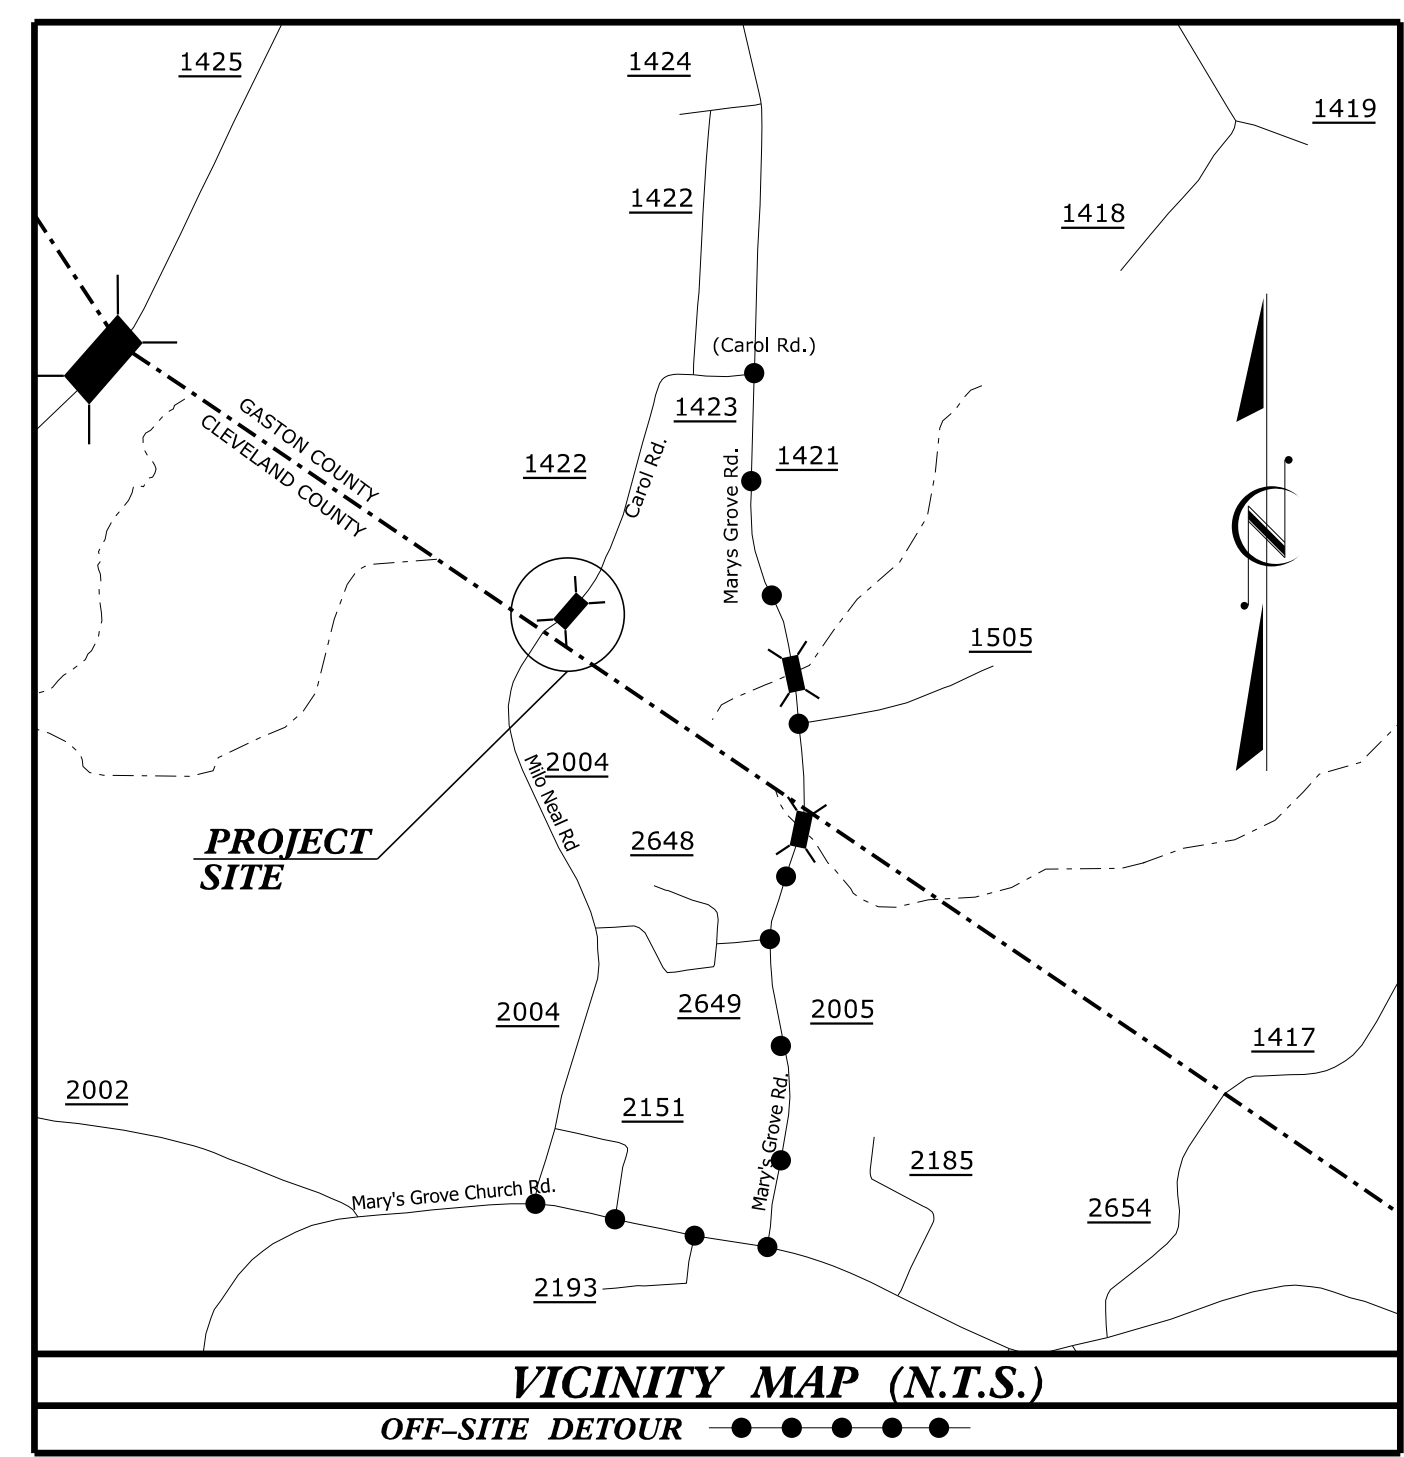 1425
1424
1419
1422
1418
(Carol Rd.)
1423
GASTON COUNTY
CLEVELAND COUNTY
1422
Carol Rd.
Marys Grove Rd.
1421
N
1505
2004
Milo Neal Rd
PROJECT
SITE
2648
2004
2649
2005
1417
2002
2151
Mary's Grove Rd.
2185
Mary's Grove Church Rd.
2654
2193
VICINITY MAP (N.T.S.)
OFF-SITE DETOUR